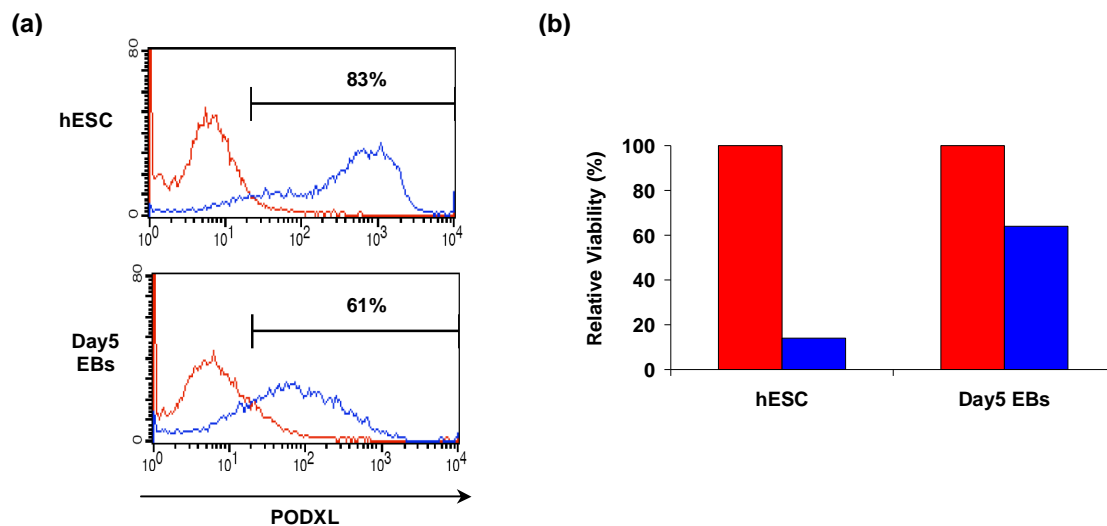 (a)
80
0
83%
hESC
10^0 10^1 10^2 10^3 10^4
80
0
61%
Day5
EBs
10^0 10^1 10^2 10^3 10^4
PODXL
(b)
Relative Viability (%)
100
80
60
40
20
0
hESC Day5 EBs